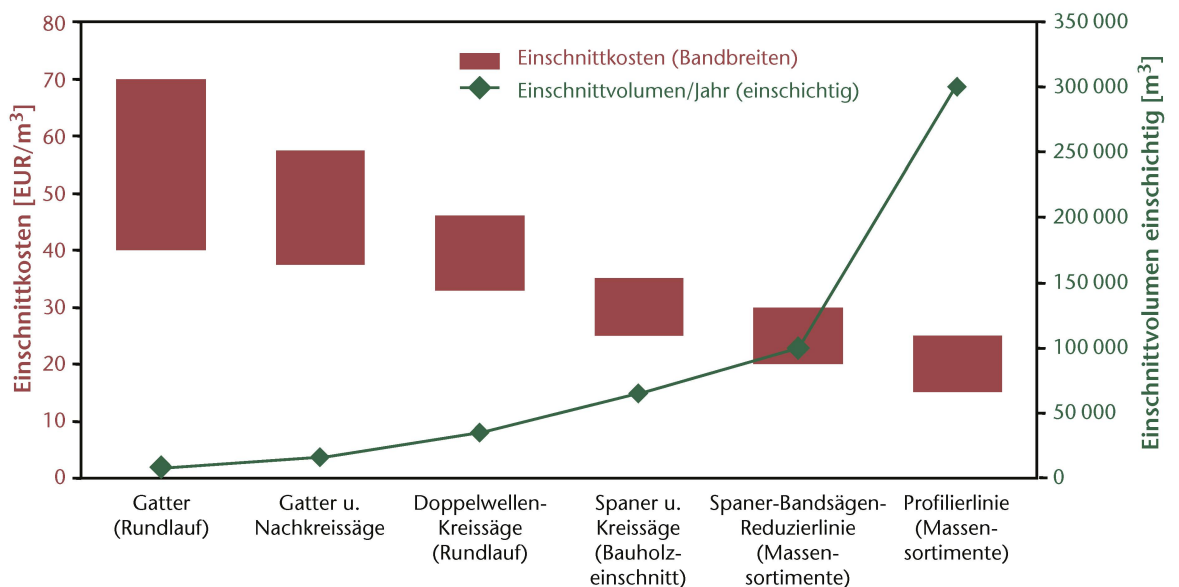 Einschnittkosten [EUR/m³]
80
70
60
50
40
30
20
10
0
Einschnittkosten (Bandbreiten)
Einschnittvolumen/Jahr (einschichtig)
350 000
300 000
250 000
200 000
150 000
100 000
50 000
0
Einschnittvolumen einschichtig [m³]
Gatter
(Rundlauf)
Gatter u.
Nachkreissäge
Doppelwellen-
Kreissäge
(Rundlauf)
Spaner u.
Kreissäge
(Bauholz-
einschnitt)
Spaner-Bandsägen-
Reduzierlinie
(Massen-
sortimente)
Profilierlinie
(Massen-
sortimente)